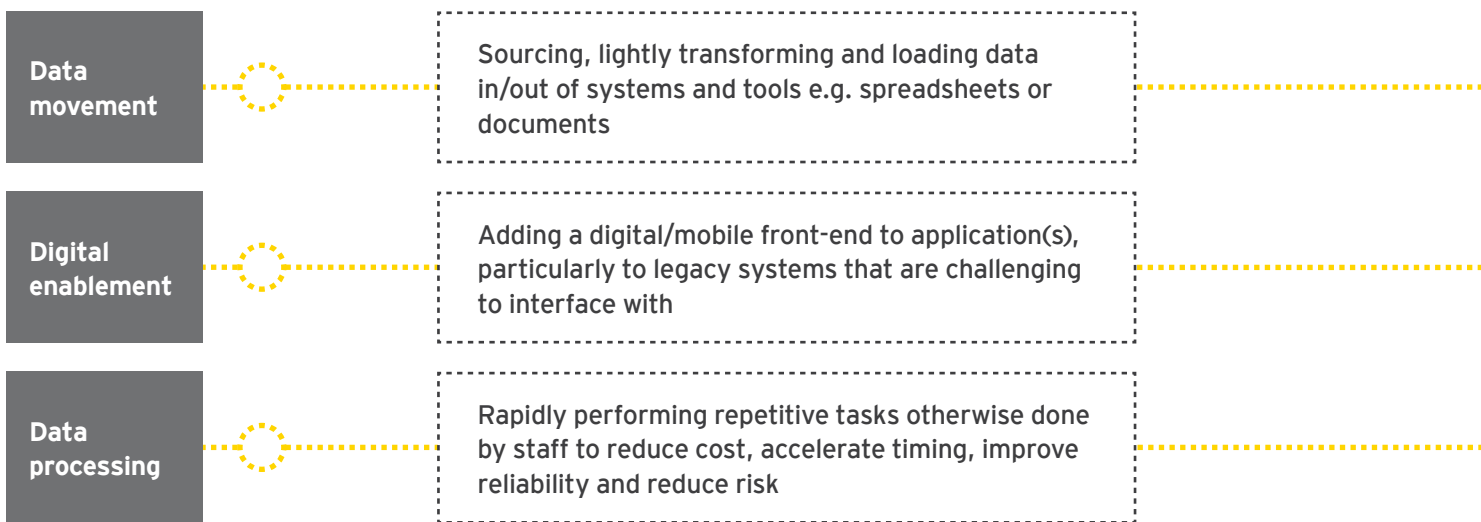 Data
movement
Sourcing, lightly transforming and loading data
in/out of systems and tools e.g. spreadsheets or
documents
Digital
enablement
Adding a digital/mobile front-end to application(s),
particularly to legacy systems that are challenging
to interface with
Data
processing
Rapidly performing repetitive tasks otherwise done
by staff to reduce cost, accelerate timing, improve
reliability and reduce risk